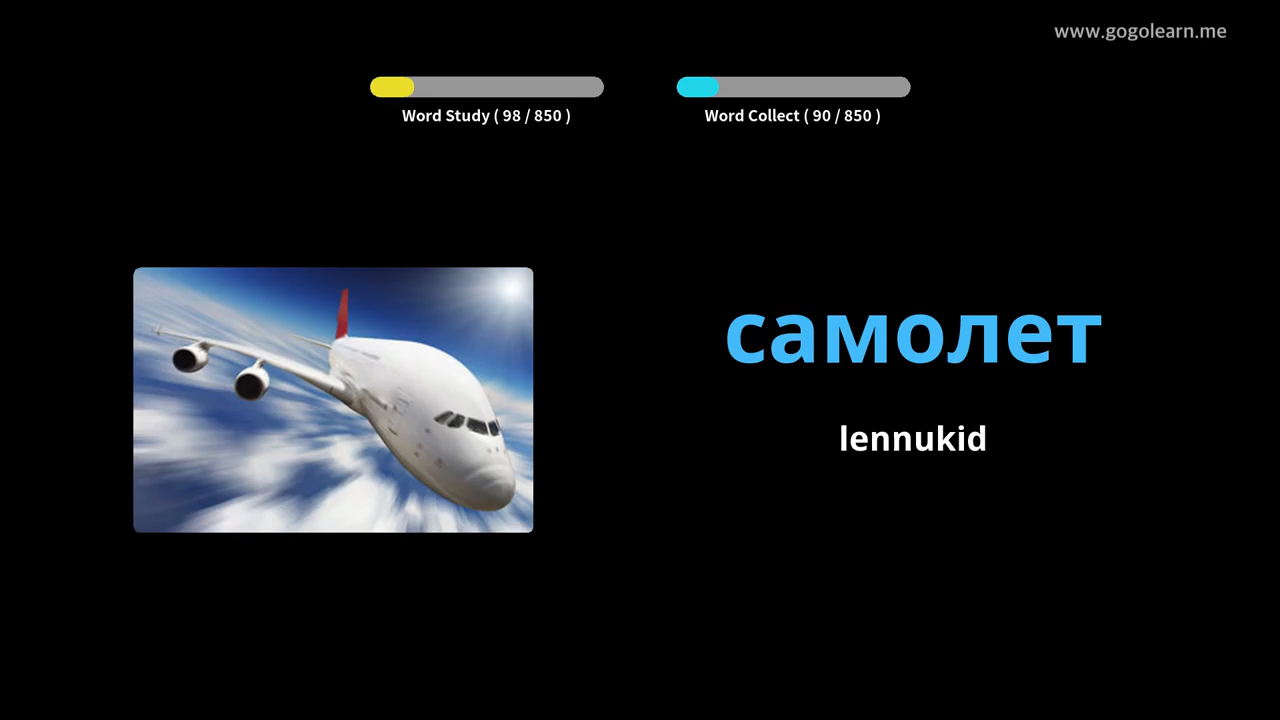 www.gogolearn.me
Word Study ( 98 / 850 )
Word Collect ( 90 / 850 )
самолет
lennukid